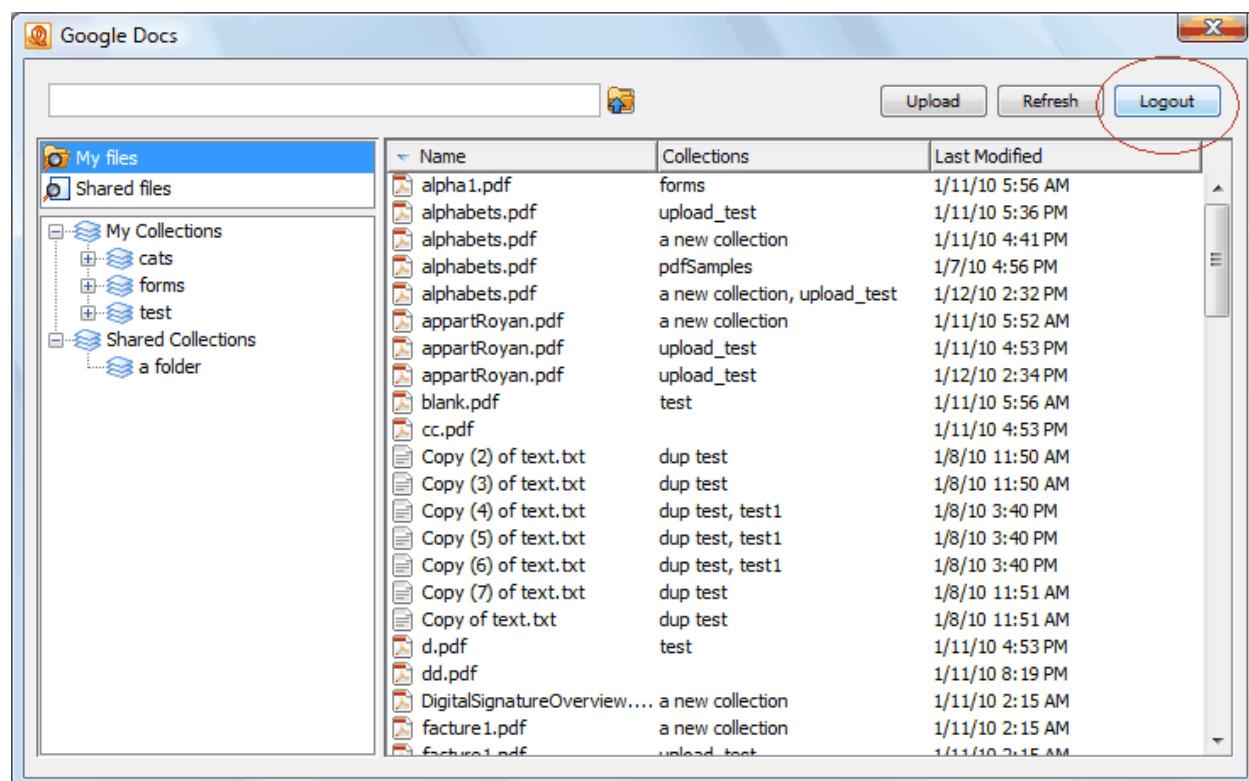 Google Docs
Upload Refresh Logout
My files
Shared files
My Collections
cats
forms
test
Shared Collections
a folder
Name Collections Last Modified
alpha1.pdf forms 1/11/10 5:56 AM
alphabets.pdf upload_test 1/11/10 5:36 PM
alphabets.pdf a new collection 1/11/10 4:41 PM
alphabets.pdf pdfSamples 1/7/10 4:56 PM
alphabets.pdf a new collection, upload_test 1/12/10 2:32 PM
appartRoyan.pdf a new collection 1/11/10 5:52 AM
appartRoyan.pdf upload_test 1/11/10 4:53 PM
appartRoyan.pdf upload_test 1/12/10 2:34 PM
blank.pdf test 1/11/10 5:56 AM
cc.pdf 1/11/10 4:53 PM
Copy (2) of text.txt dup test 1/8/10 11:50 AM
Copy (3) of text.txt dup test 1/8/10 11:50 AM
Copy (4) of text.txt dup test, test1 1/8/10 3:40 PM
Copy (5) of text.txt dup test, test1 1/8/10 3:40 PM
Copy (6) of text.txt dup test, test1 1/8/10 3:40 PM
Copy (7) of text.txt dup test 1/8/10 11:51 AM
Copy of text.txt dup test 1/8/10 11:51 AM
d.pdf test 1/11/10 4:53 PM
dd.pdf 1/11/10 8:19 PM
DigitalSignatureOverview.... a new collection 1/11/10 2:15 AM
facture1.pdf a new collection 1/11/10 2:15 AM
facture1.pdf upload_test 1/11/10 2:15 AM